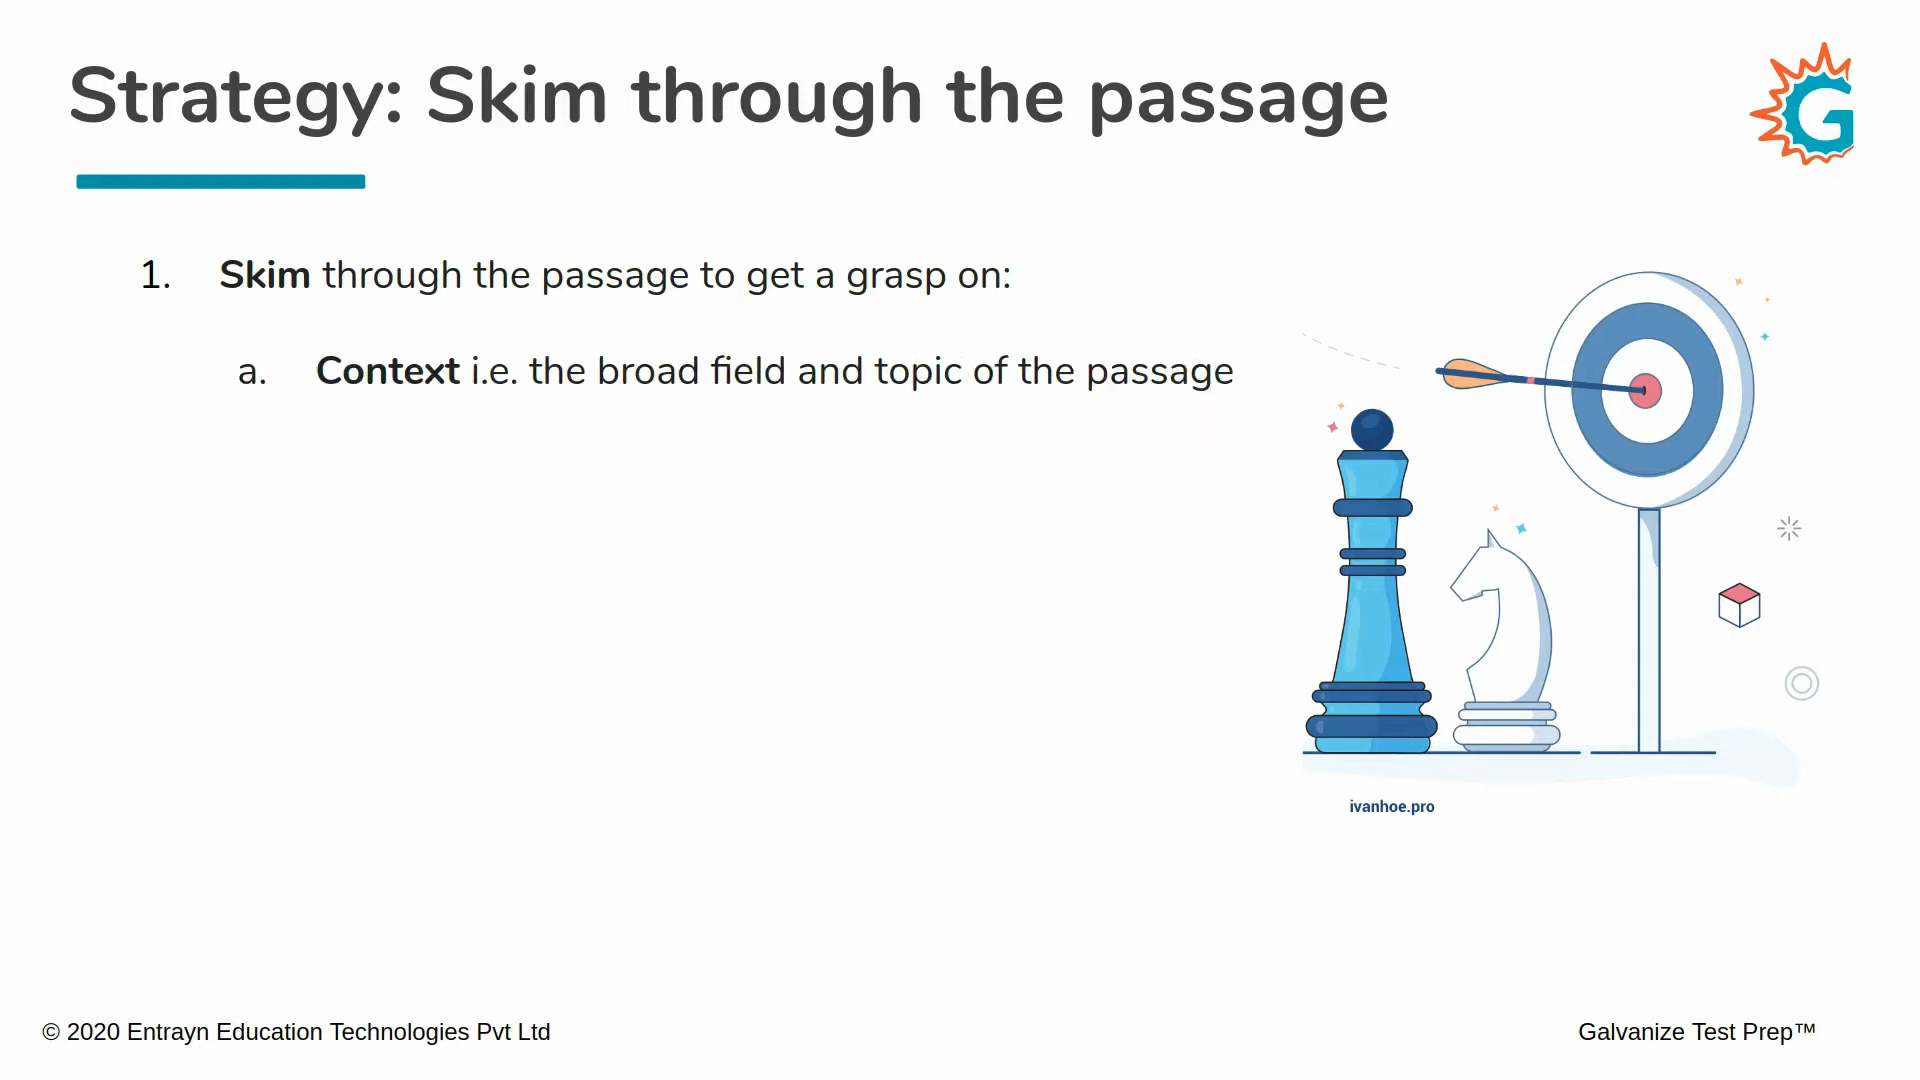 Strategy: Skim through the passage
G
1. Skim through the passage to get a grasp on:
a. Context i.e. the broad field and topic of the passage
ivanhoe.pro
© 2020 Entrayn Education Technologies Pvt Ltd
Galvanize Test Prep™